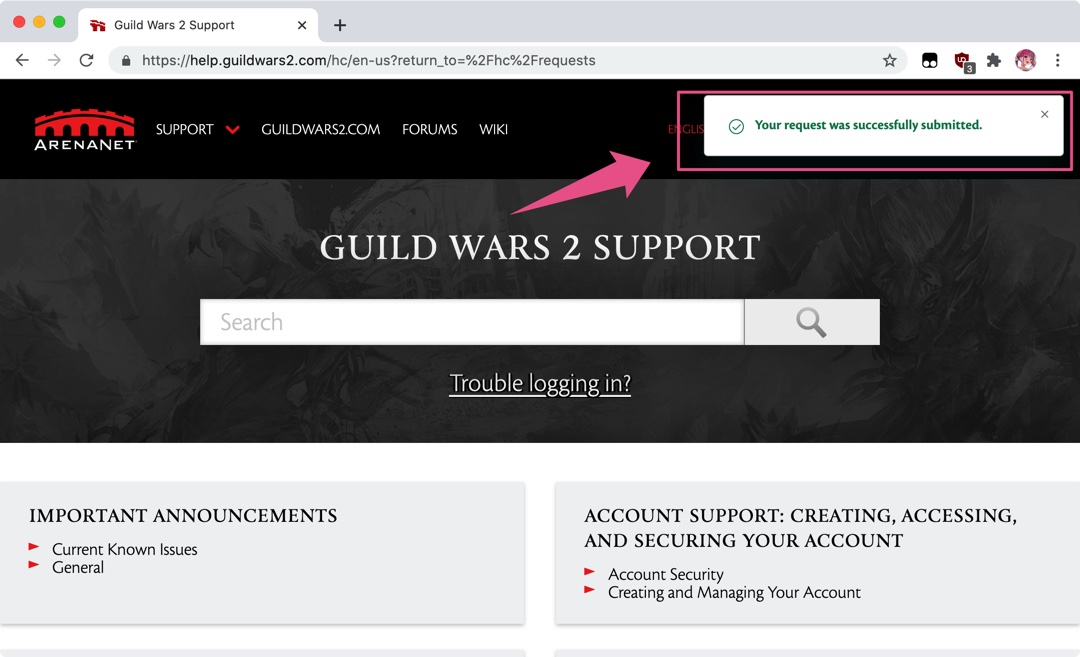 Guild Wars 2 Support
https://help.guildwars2.com/hc/en-us?return_to=%2Fhc%2Frequests
3
ARENANET
SUPPORT
GUILDWARS2.COM
FORUMS
WIKI
ENGLIS
Your request was successfully submitted.
GUILD WARS 2 SUPPORT
Search
Trouble logging in?
IMPORTANT ANNOUNCEMENTS
Current Known Issues
General
ACCOUNT SUPPORT: CREATING, ACCESSING,
AND SECURING YOUR ACCOUNT
Account Security
Creating and Managing Your Account